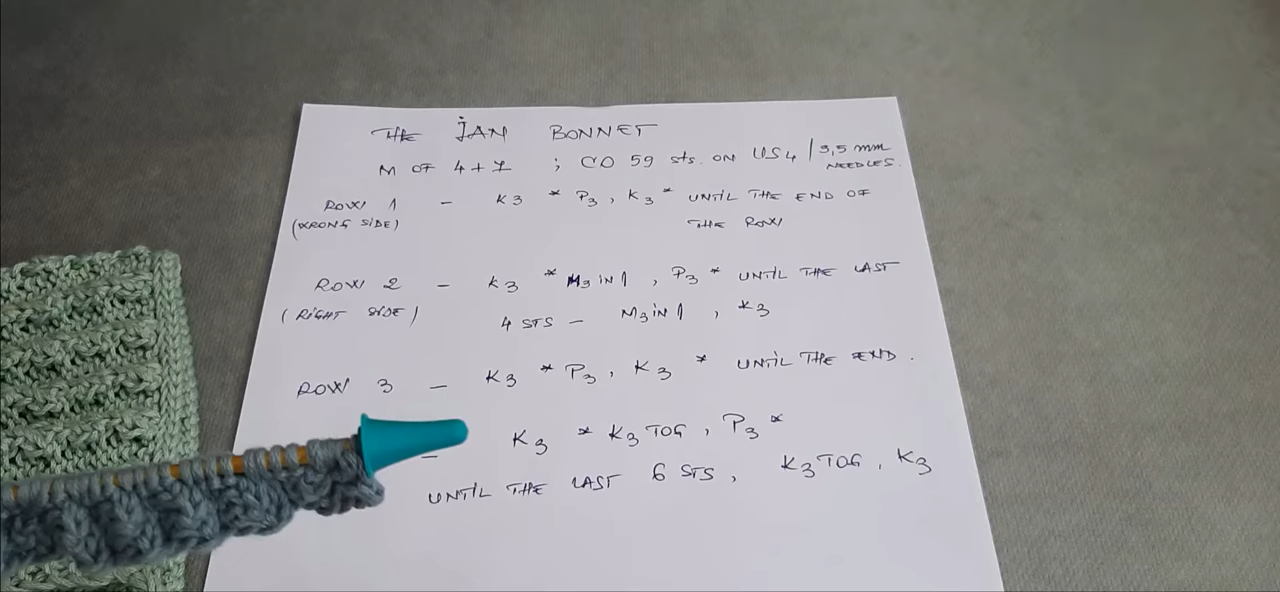 THE JAN BONNET
M OF 4+1 ; CO 59 sts. ON US4 / 3,5 mm NEEDLES.
ROW 1 - K3 * P3, K3 * UNTIL THE END OF
(WRONG SIDE) THE ROW
ROW 2 - K3 * M3 IN 1, P3 * UNTIL THE LAST
(RIGHT SIDE) 4 STS - M3 IN 1, K3
ROW 3 - K3 * P3, K3 * UNTIL THE END.
- K3 * K3 TOG, P3 *
UNTIL THE LAST 6 STS, K3 TOG, K3